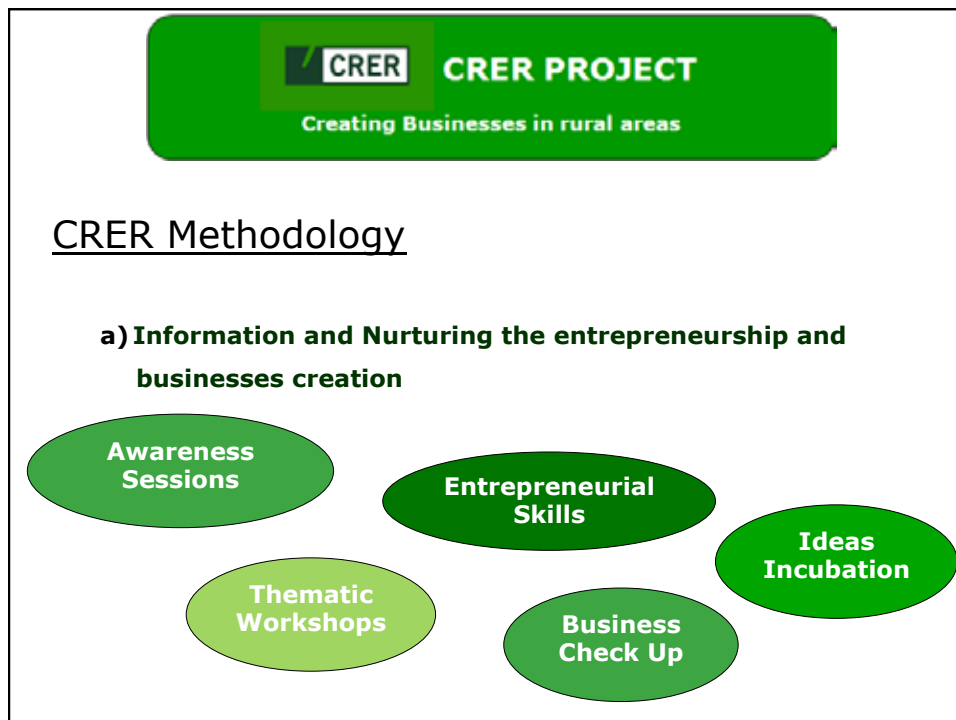 CRER CRER PROJECT
Creating Businesses in rural areas
CRER Methodology
a) Information and Nurturing the entrepreneurship and
businesses creation
Awareness
Sessions
Entrepreneurial
Skills
Ideas
Incubation
Thematic
Workshops
Business
Check Up